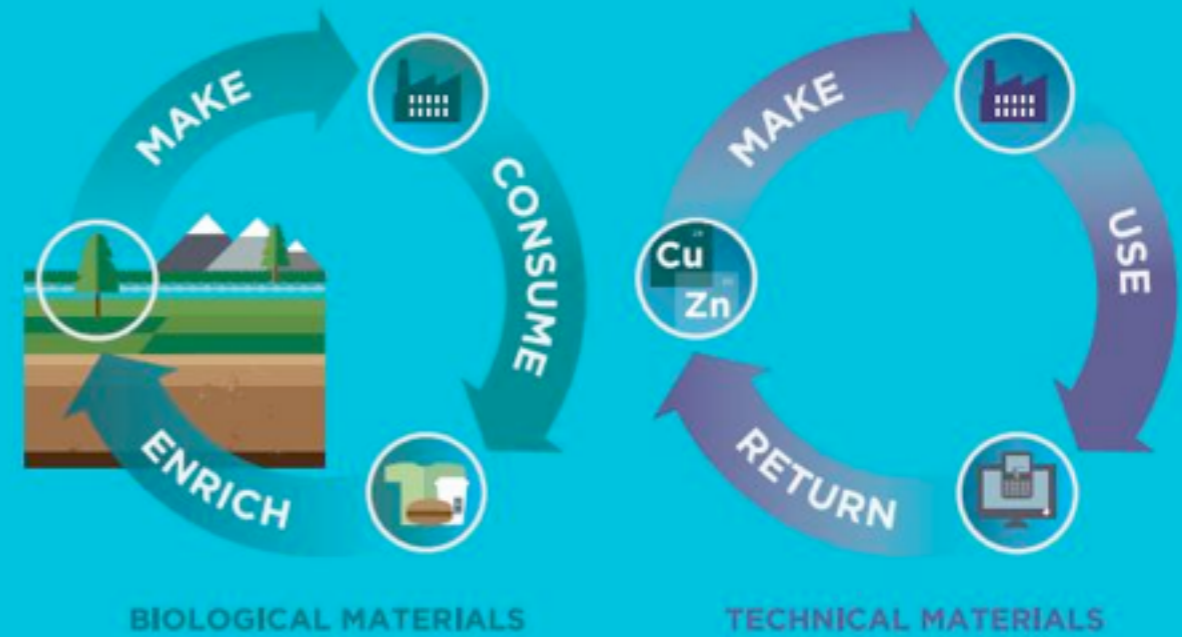 MAKE
CONSUME
ENRICH
BIOLOGICAL MATERIALS
MAKE
USE
RETURN
Cu
Zn
TECHNICAL MATERIALS